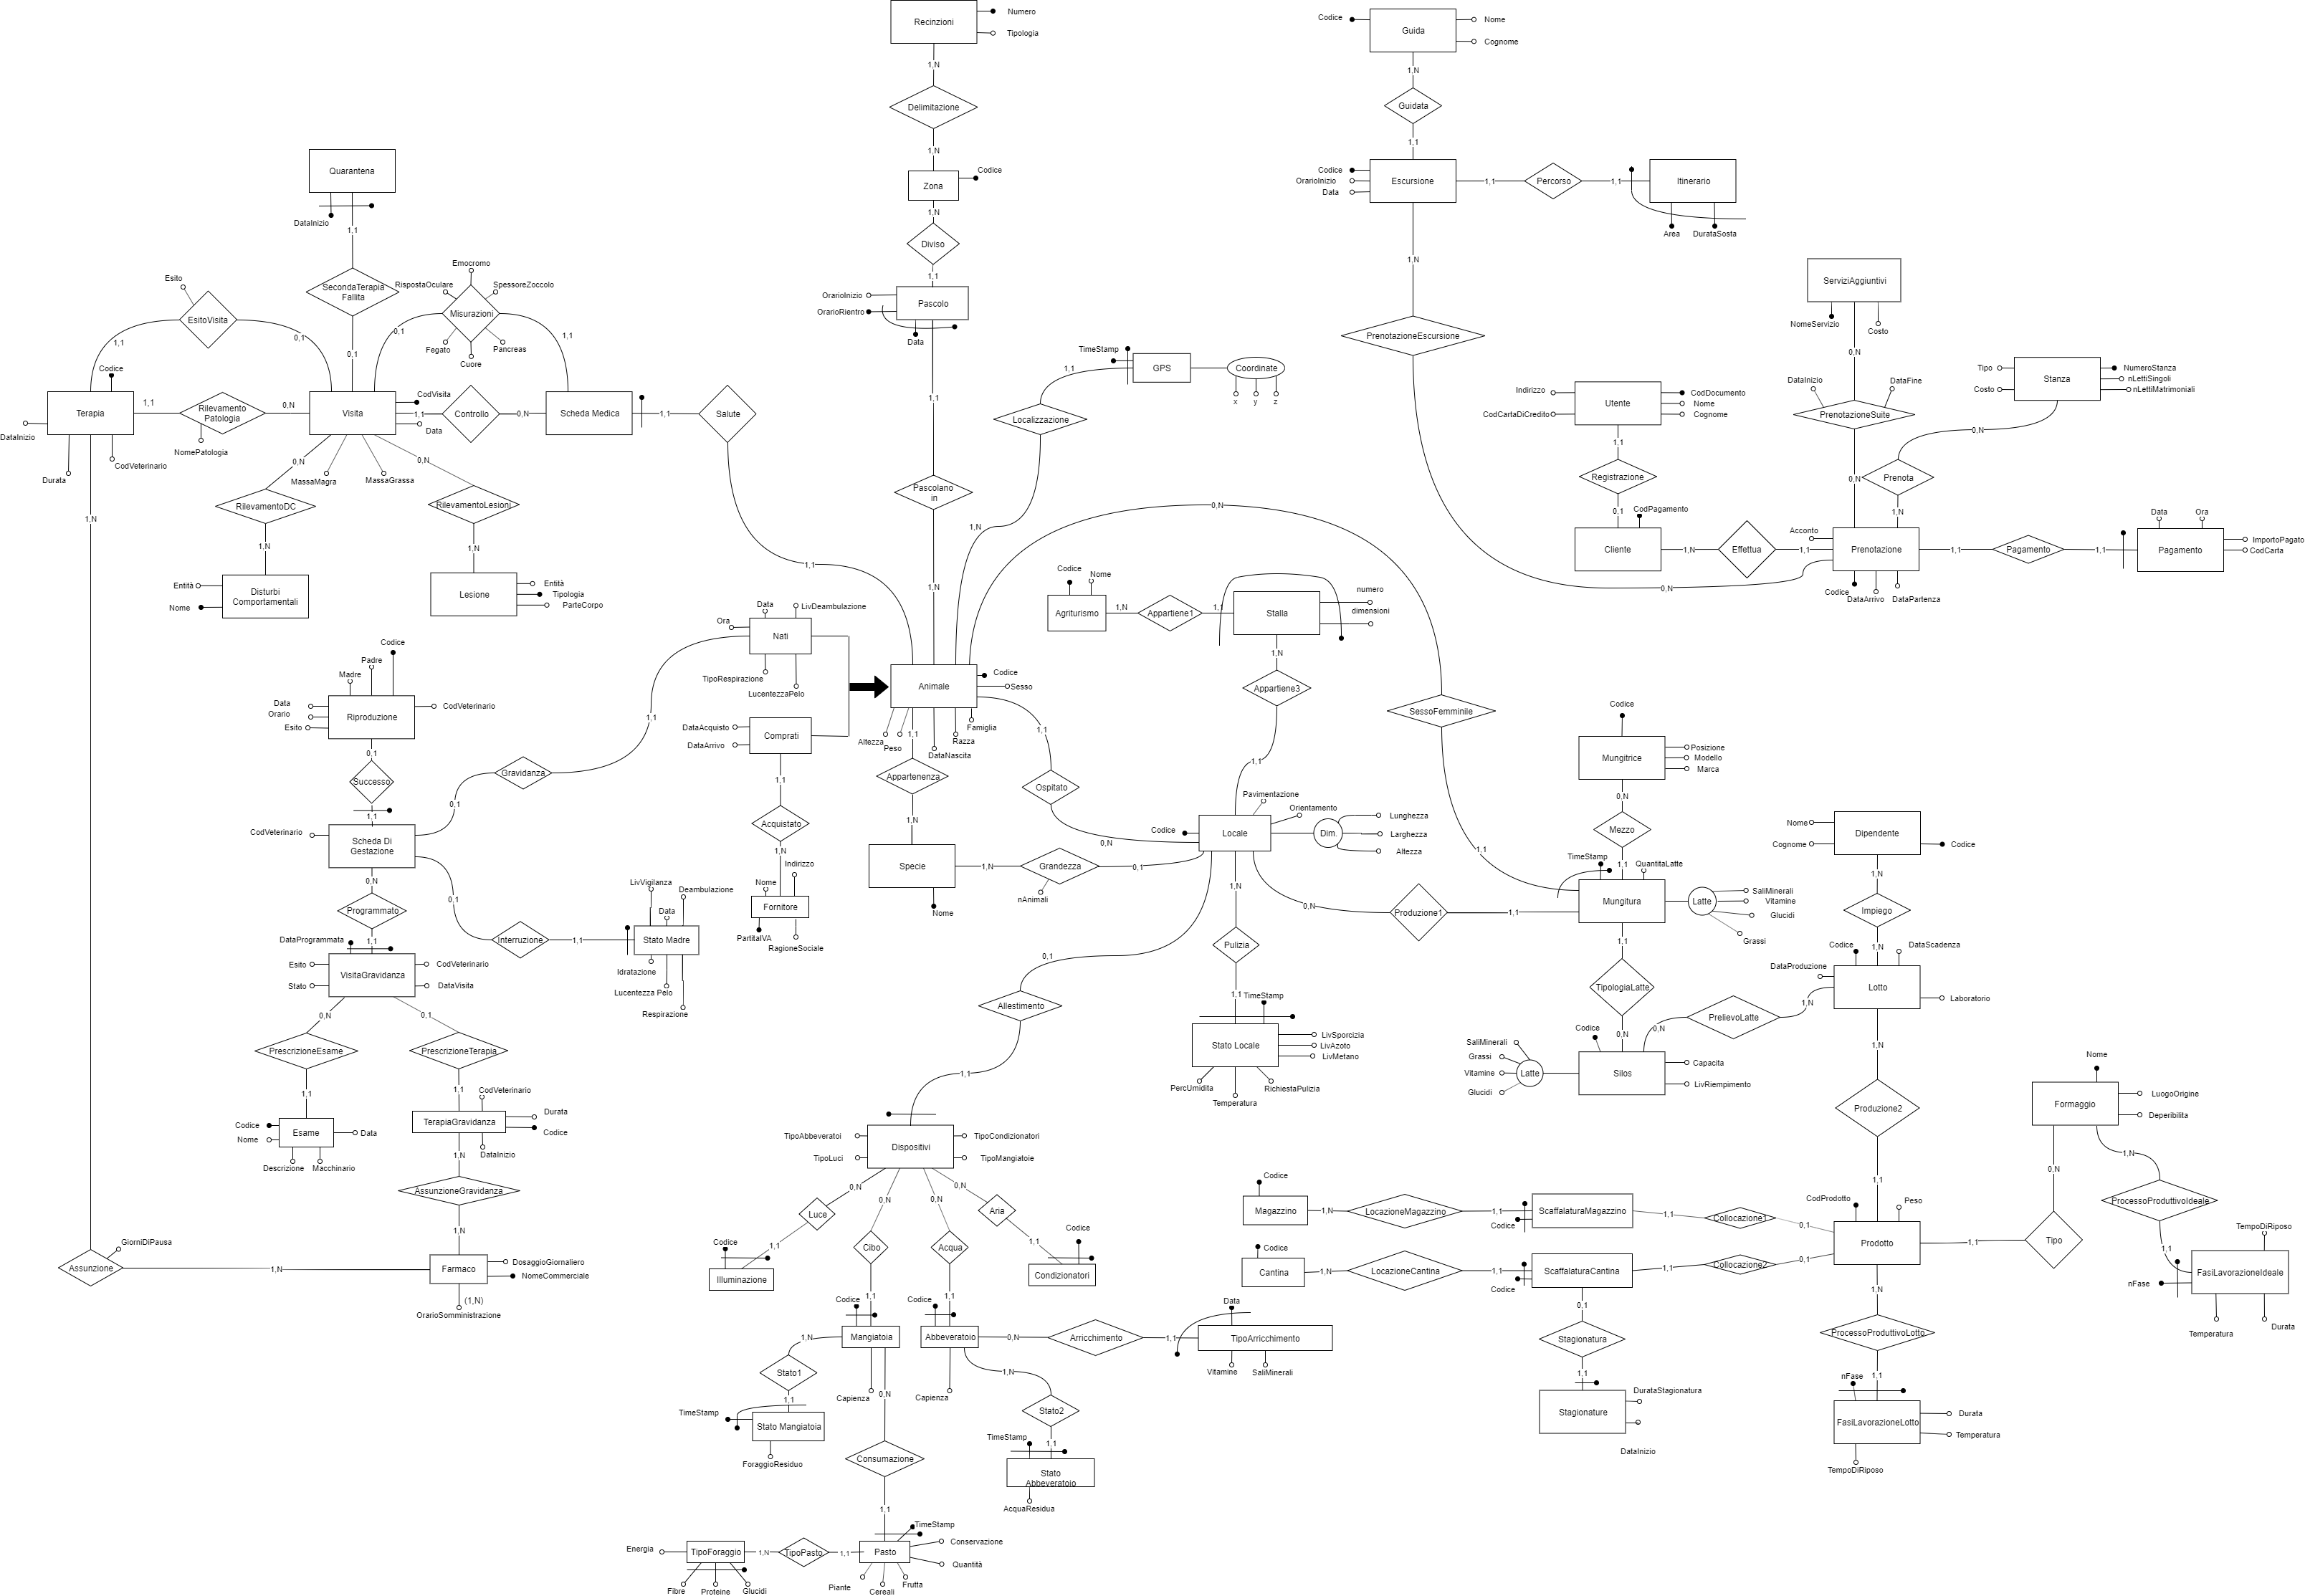 Recinzioni
Numero
Tipologia
1,N
Delimitazione
1,N
Zona
Codice
1,N
Diviso
1,1
Pascolo
OrarioInizio
OrarioRientro
Data
1,1
Pascolano
in
1,N
Codice
Guida
Nome
Cognome
1,N
Guidata
1,1
Codice
OrarioInizio
Data
Escursione
1,1
Percorso
1,1
Itinerario
Area
DurataSosta
1,N
PrenotazioneEscursione
0,N
Quarantena
DataInizio
1,1
SecondaTerapia
Fallita
0,1
Esito
EsitoVisita
1,1
0,1
Emocromo
RispostaOculare
SpessoreZoccolo
Misurazioni
Fegato
Cuore
Pancreas
0,1
1,1
Codice
Terapia
DataInizio
Durata
CodVeterinario
1,1
Rilevamento
Patologia
NomePatologia
0,N
Visita
CodVisita
Data
MassaMagra
MassaGrassa
1,1
Controllo
0,N
Scheda Medica
1,1
Salute
1,1
0,N
RilevamentoDC
1,N
Entità
Nome
Disturbi
Comportamentali
0,N
RilevamentoLesioni
1,N
Lesione
Entità
Tipologia
ParteCorpo
1,N
TimeStamp
GPS
Coordinate
x
y
z
1,1
Localizzazione
1,N
ServiziAggiuntivi
NomeServizio
Costo
0,N
DataInizio
DataFine
PrenotazioneSuite
0,N
Tipo
Costo
Stanza
NumeroStanza
nLettiSingoli
nLettiMatrimoniali
0,N
Prenota
1,N
Indirizzo
CodCartaDiCredito
Utente
CodDocumento
Nome
Cognome
1,1
Registrazione
0,1
CodPagamento
Cliente
1,N
Effettua
1,1
Acconto
Prenotazione
Codice
DataArrivo
DataPartenza
1,1
Pagamento
1,1
Data
Ora
Pagamento
ImportoPagato
CodCarta
Codice
Nome
Agriturismo
1,N
Appartiene1
1,1
Stalla
numero
dimensioni
1,N
Appartiene3
1,1
0,N
SessoFemminile
1,1
Data
LivDeambulazione
Ora
Nati
TipoRespirazione
LucentezzaPelo
Animale
Codice
Sesso
Famiglia
Razza
DataNascita
Peso
Altezza
DataAcquisto
DataArrivo
Comprati
1,1
Acquistato
1,N
Nome
Indirizzo
Fornitore
PartitaIVA
RagioneSociale
1,1
Appartenenza
1,N
Specie
Nome
1,N
Grandezza
nAnimali
0,1
1,1
Ospitato
0,N
Codice
Padre
Madre
Data
Orario
Esito
Riproduzione
CodVeterinario
0,1
Successo
1,1
CodVeterinario
Scheda Di
Gestazione
0,1
Gravidanza
1,1
0,1
Interruzione
1,1
LivVigilanza
Deambulazione
Data
Stato Madre
Idratazione
Lucentezza Pelo
Respirazione
0,N
Programmato
1,1
DataProgrammata
Esito
Stato
VisitaGravidanza
CodVeterinario
DataVisita
0,N
PrescrizioneEsame
1,1
Codice
Nome
Esame
Data
Descrizione
Macchinario
0,1
PrescrizioneTerapia
1,1
CodVeterinario
TerapiaGravidanza
Durata
Codice
DataInizio
1,N
AssunzioneGravidanza
1,N
Farmaco
DosaggioGiornaliero
NomeCommerciale
(1,N)
OrarioSomministrazione
GiorniDiPausa
Assunzione
1,N
Pavimentazione
Orientamento
Codice
Locale
Dim.
Lunghezza
Larghezza
Altezza
1,N
Pulizia
1,1
TimeStamp
Stato Locale
LivSporcizia
LivAzoto
LivMetano
PercUmidita
Temperatura
RichiestaPulizia
0,N
Produzione1
1,1
0,1
Allestimento
1,1
Codice
Mungitrice
Posizione
Modello
Marca
0,N
Mezzo
1,1
TimeStamp
QuantitaLatte
Mungitura
Latte
SaliMinerali
Vitamine
Glucidi
Grassi
1,1
TipologiaLatte
0,N
Codice
Silos
Capacita
LivRiempimento
SaliMinerali
Grassi
Vitamine
Glucidi
Latte
0,N
PrelievoLatte
1,N
Nome
Cognome
Dipendente
Codice
1,N
Impiego
1,N
Codice
DataScadenza
DataProduzione
Lotto
Laboratorio
1,N
Produzione2
1,1
CodProdotto
Peso
Prodotto
1,1
Tipo
0,N
Nome
Formaggio
LuogoOrigine
Deperibilita
1,N
ProcessoProduttivoIdeale
1,1
TempoDiRiposo
FasiLavorazioneIdeale
nFase
Temperatura
Durata
TipoAbbeveratoi
TipoLuci
Dispositivi
TipoCondizionatori
TipoMangiatoie
0,N
Luce
1,1
Codice
Illuminazione
0,N
Cibo
1,1
0,N
Acqua
1,1
0,N
Aria
1,1
Codice
Condizionatori
Codice
Mangiatoia
Capienza
1,N
Stato1
1,1
TimeStamp
Stato Mangiatoia
ForaggioResiduo
Codice
Abbeveratoio
Capienza
0,N
Arricchimento
1,1
Data
TipoArricchimento
Vitamine
SaliMinerali
1,N
Stato2
1,1
TimeStamp
Stato
Abbeveratoio
AcquaResidua
0,N
Consumazione
1,1
TimeStamp
Pasto
Conservazione
Quantità
Piante
Cereali
Frutta
1,1
TipoPasto
1,N
TipoForaggio
Energia
Fibre
Proteine
Glucidi
Codice
Magazzino
1,N
LocazioneMagazzino
1,1
Codice
ScaffalaturaMagazzino
1,1
Collocazione1
0,1
Codice
Cantina
1,N
LocazioneCantina
1,1
Codice
ScaffalaturaCantina
1,1
Collocazione2
0,1
0,1
Stagionatura
1,1
Stagionature
DurataStagionatura
DataInizio
1,N
ProcessoProduttivoLotto
1,1
nFase
FasiLavorazioneLotto
Durata
Temperatura
TempoDiRiposo